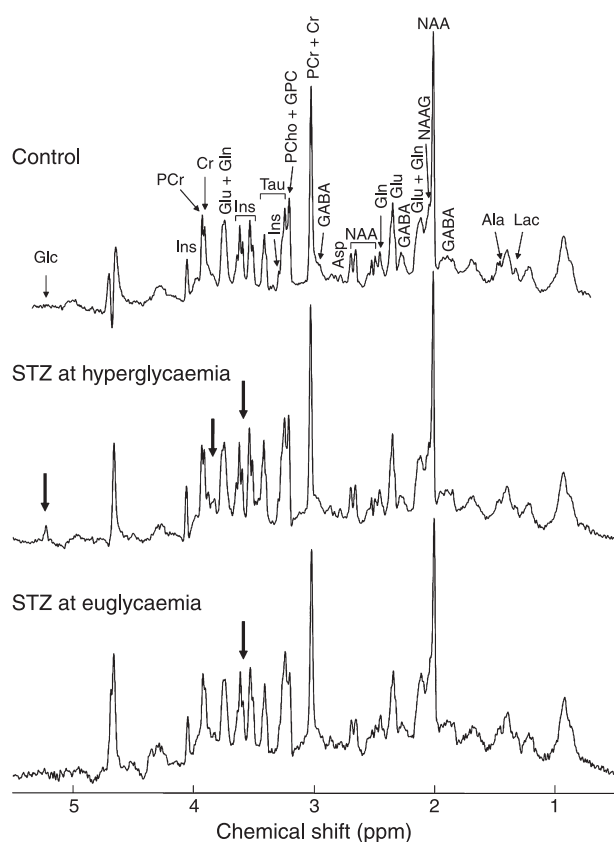 NAA
PCr + Cr
PCho + GPC
NAAG
Control
Cr
Glu + Gln
Tau
GABA
Gln
Glu
GABA
Glu + Gln
PCr
Ins
Ins
NAA
GABA
Ala
Lac
Glc
Ins
Asp
STZ at hyperglycaemia
STZ at euglycaemia
5
4
3
2
1
Chemical shift (ppm)